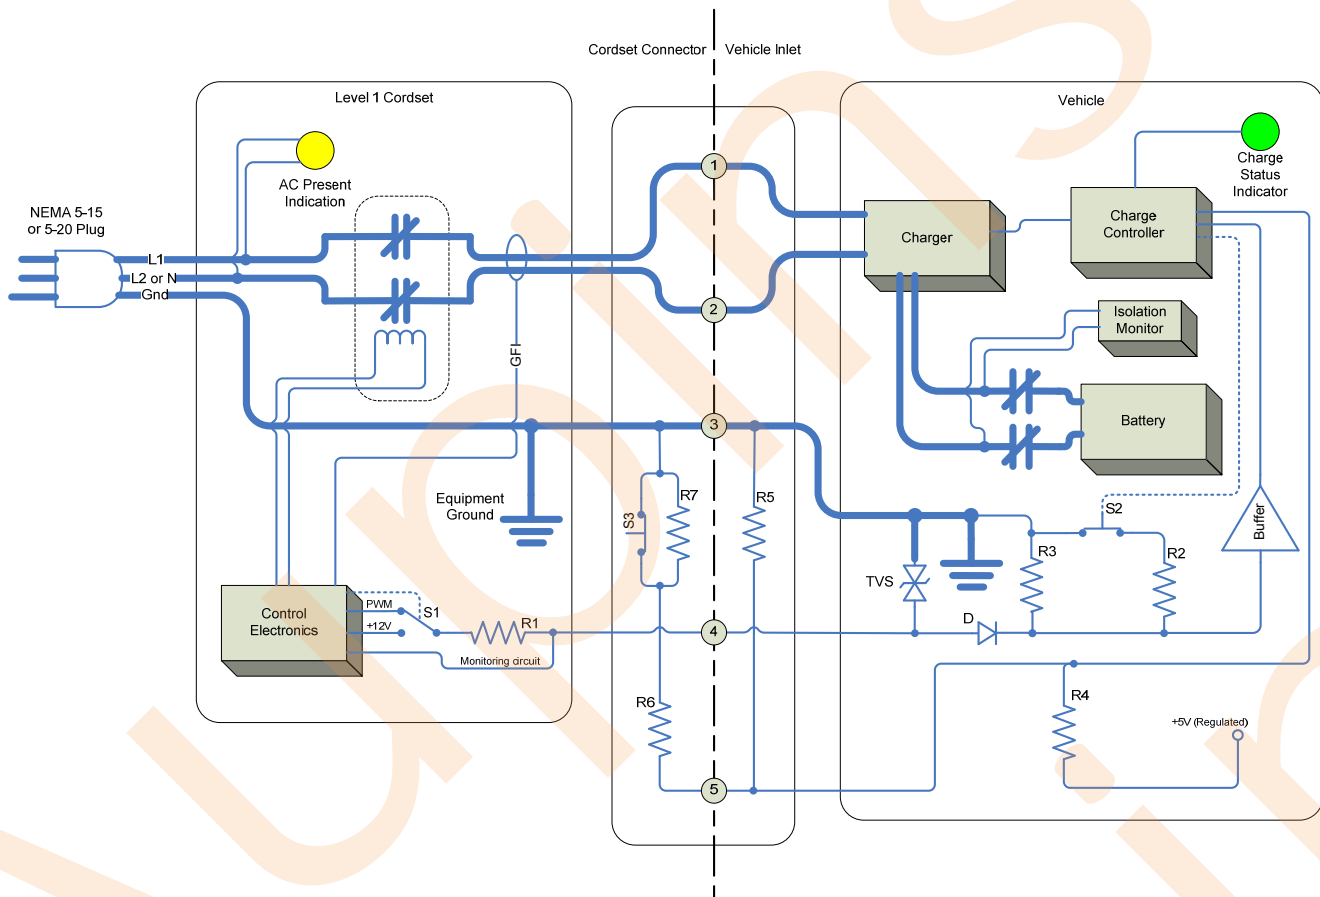 Cordset Connector
Vehicle Inlet
Level 1 Cordset
Vehicle
1
AC Present
Indication
Charge
Status
Indicator
NEMA 5-15
or 5-20 Plug
L1
L2 or N
Gnd
Charger
Charge
Controller
2
Isolation
Monitor
GFI
3
Battery
Equipment
Ground
S3
R7
R5
S2
Buffer
R3
R2
TVS
Control
Electronics
PWM
+12V
S1
R1
Monitoring circuit
4
D
R6
R4
+5V (Regulated)
5